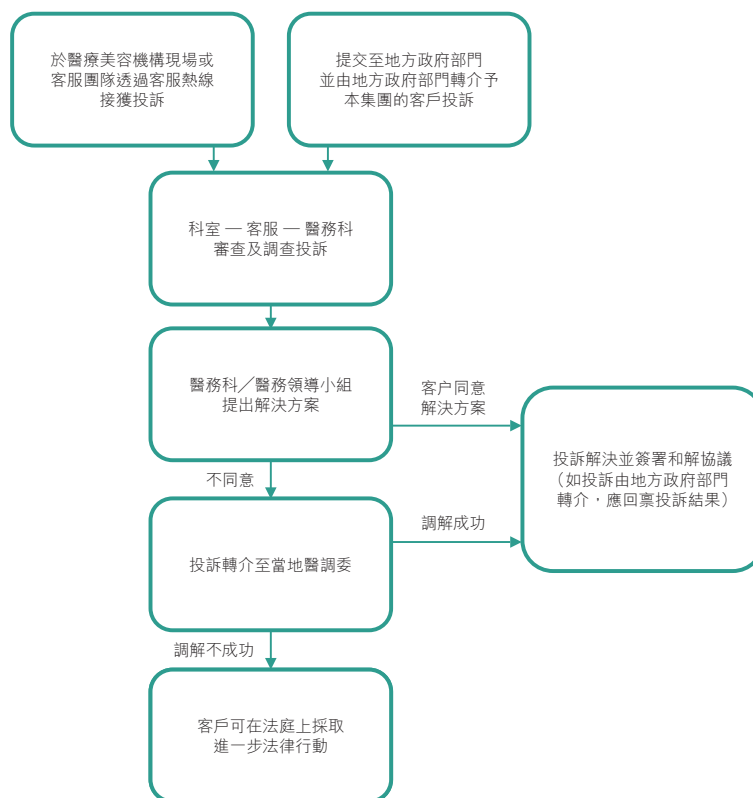 於醫療美容機構現場或
客服團隊透過客服熱線
接獲投訴
提交至地方政府部門
並由地方政府部門轉介予
本集團的客戶投訴
科室 — 客服 — 醫務科
審查及調查投訴
醫務科╱醫務領導小組
提出解決方案
客户同意
解決方案
投訴解決並簽署和解協議
（如投訴由地方政府部門
轉介，應回禀投訴結果）
不同意
調解成功
投訴轉介至當地醫調委
調解不成功
客戶可在法庭上採取
進一步法律行動